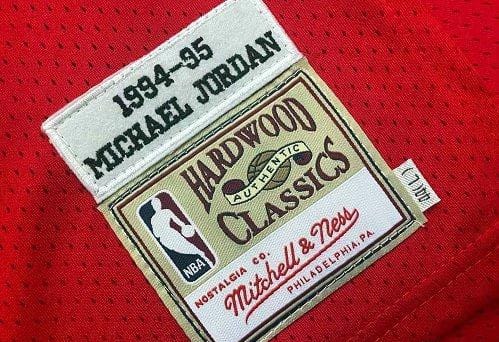 1994-95
MICHAEL JORDAN
HARDWOOD
AUTHENTIC
CLASSICS
NBA
NOSTALGIA CO.
Mitchell & Ness
PHILADELPHIA, PA.